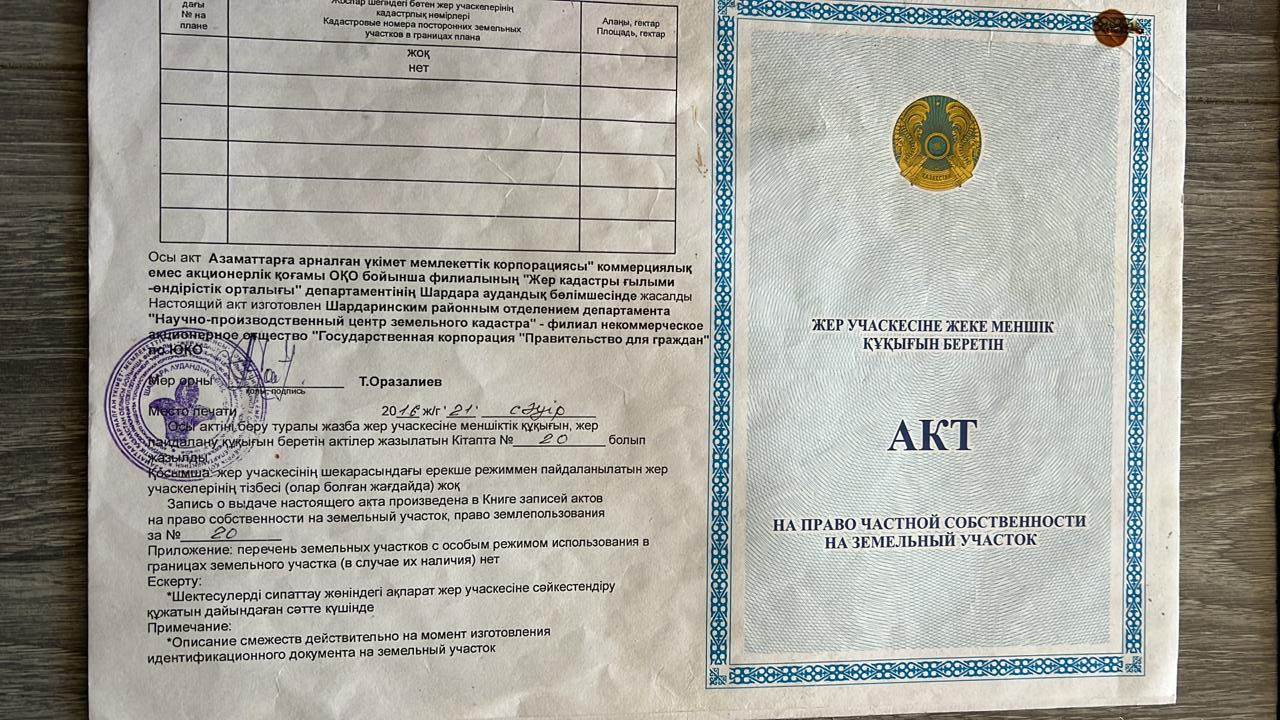 дағы
№ на
плане
Жоспар шегіндегі бөтен жер учаскелерінің
кадастрлық нөмірлері
Кадастровые номера посторонних земельных
участков в границах плана
Алаңы, гектар
Площадь, гектар
жоқ
нет
Осы акт Азаматтарға арналған үкімет мемлекеттік корпорациясы" коммерциялық
емес акционерлік қоғамы ОҚО бойынша филиалының "Жер кадастры ғылыми
-өндірістік орталығы" департаментінің Шардара аудандық бөлімшесінде жасалды
Настоящий акт изготовлен Шардаринским районным отделением департамента
"Научно-производственный центр земельного кадастра" - филиал некоммерческое
акционерное общество "Государственная корпорация "Правительство для граждан"
по ЮКО
Мөр орны
қолы, подпись
Т.Оразалиев
Место печати
2016 ж/г '21' сәуір
Осы актіні беру туралы жазба жер учаскесіне меншіктік құқығын, жер
пайдалану құқығын беретін актілер жазылатын Кітапта № 20 болып
жазылды
Қосымша: жер учаскесінің шекарасындағы ерекше режиммен пайдаланылатын жер
учаскелерінің тізбесі (олар болған жағдайда) жоқ
Запись о выдаче настоящего акта произведена в Книге записей актов
на право собственности на земельный участок, право землепользования
за № 20
Приложение: перечень земельных участков с особым режимом использования в
границах земельного участка (в случае их наличия) нет
Ескерту:
*Шектесулерді сипаттау жөніндегі ақпарат жер учаскесіне сәйкестендіру
құжатын дайындаған сәтте күшінде
Примечание:
*Описание смежеств действительно на момент изготовления
идентификационного документа на земельный участок
ҚАЗАҚСТАН
ЖЕР УЧАСКЕСІНЕ ЖЕКЕ МЕНШІК
ҚҰҚЫҒЫН БЕРЕТІН
АКТ
НА ПРАВО ЧАСТНОЙ СОБСТВЕННОСТИ
НА ЗЕМЕЛЬНЫЙ УЧАСТОК